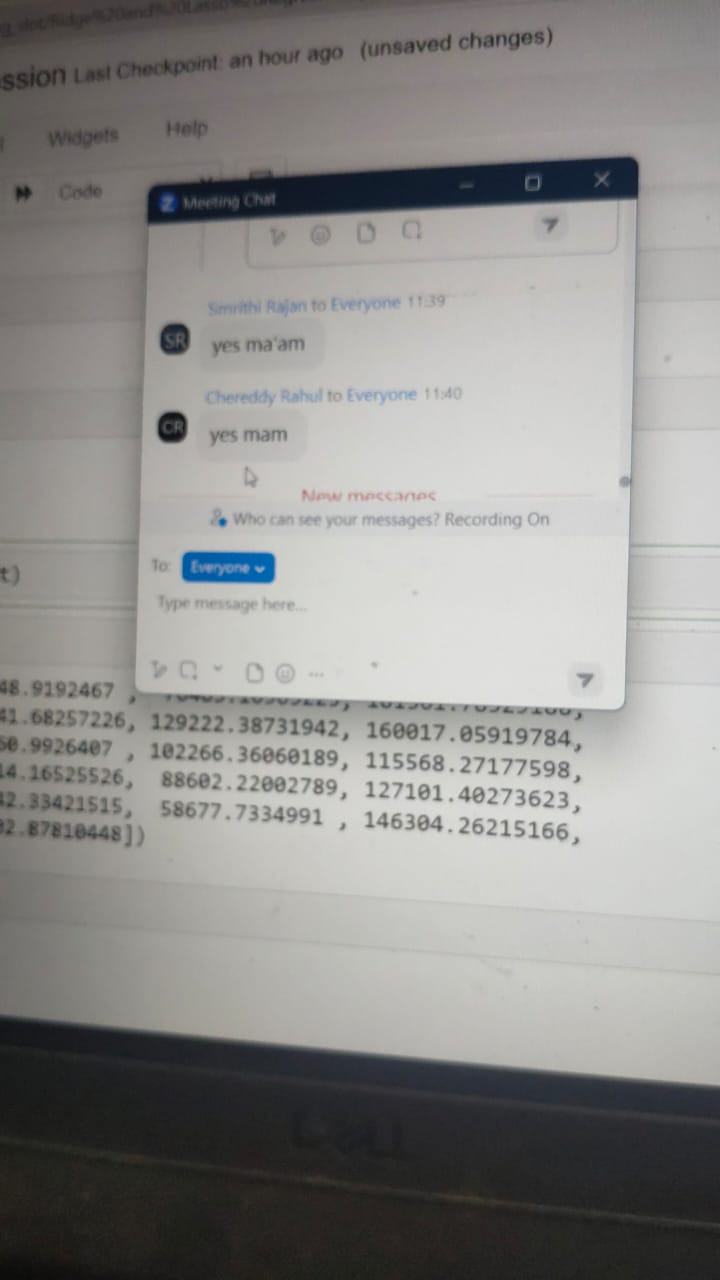 ssion Last Checkpoint: an hour ago (unsaved changes)
Widgets Help
Code
Meeting Chat
Smrithi Rajan to Everyone 11:39
SR
yes ma'am
Chereddy Rahul to Everyone 11:40
CR
yes mam
New messages
Who can see your messages? Recording On
To: Everyone
Type message here...
t)
48.9192467 ,
41.68257226, 129222.38731942, 160017.05919784,
60.9926407 , 102266.36060189, 115568.27177598,
14.16525526, 88602.22002789, 127101.40273623,
42.33421515, 58677.7334991 , 146304.26215166,
02.87810448])
DELL